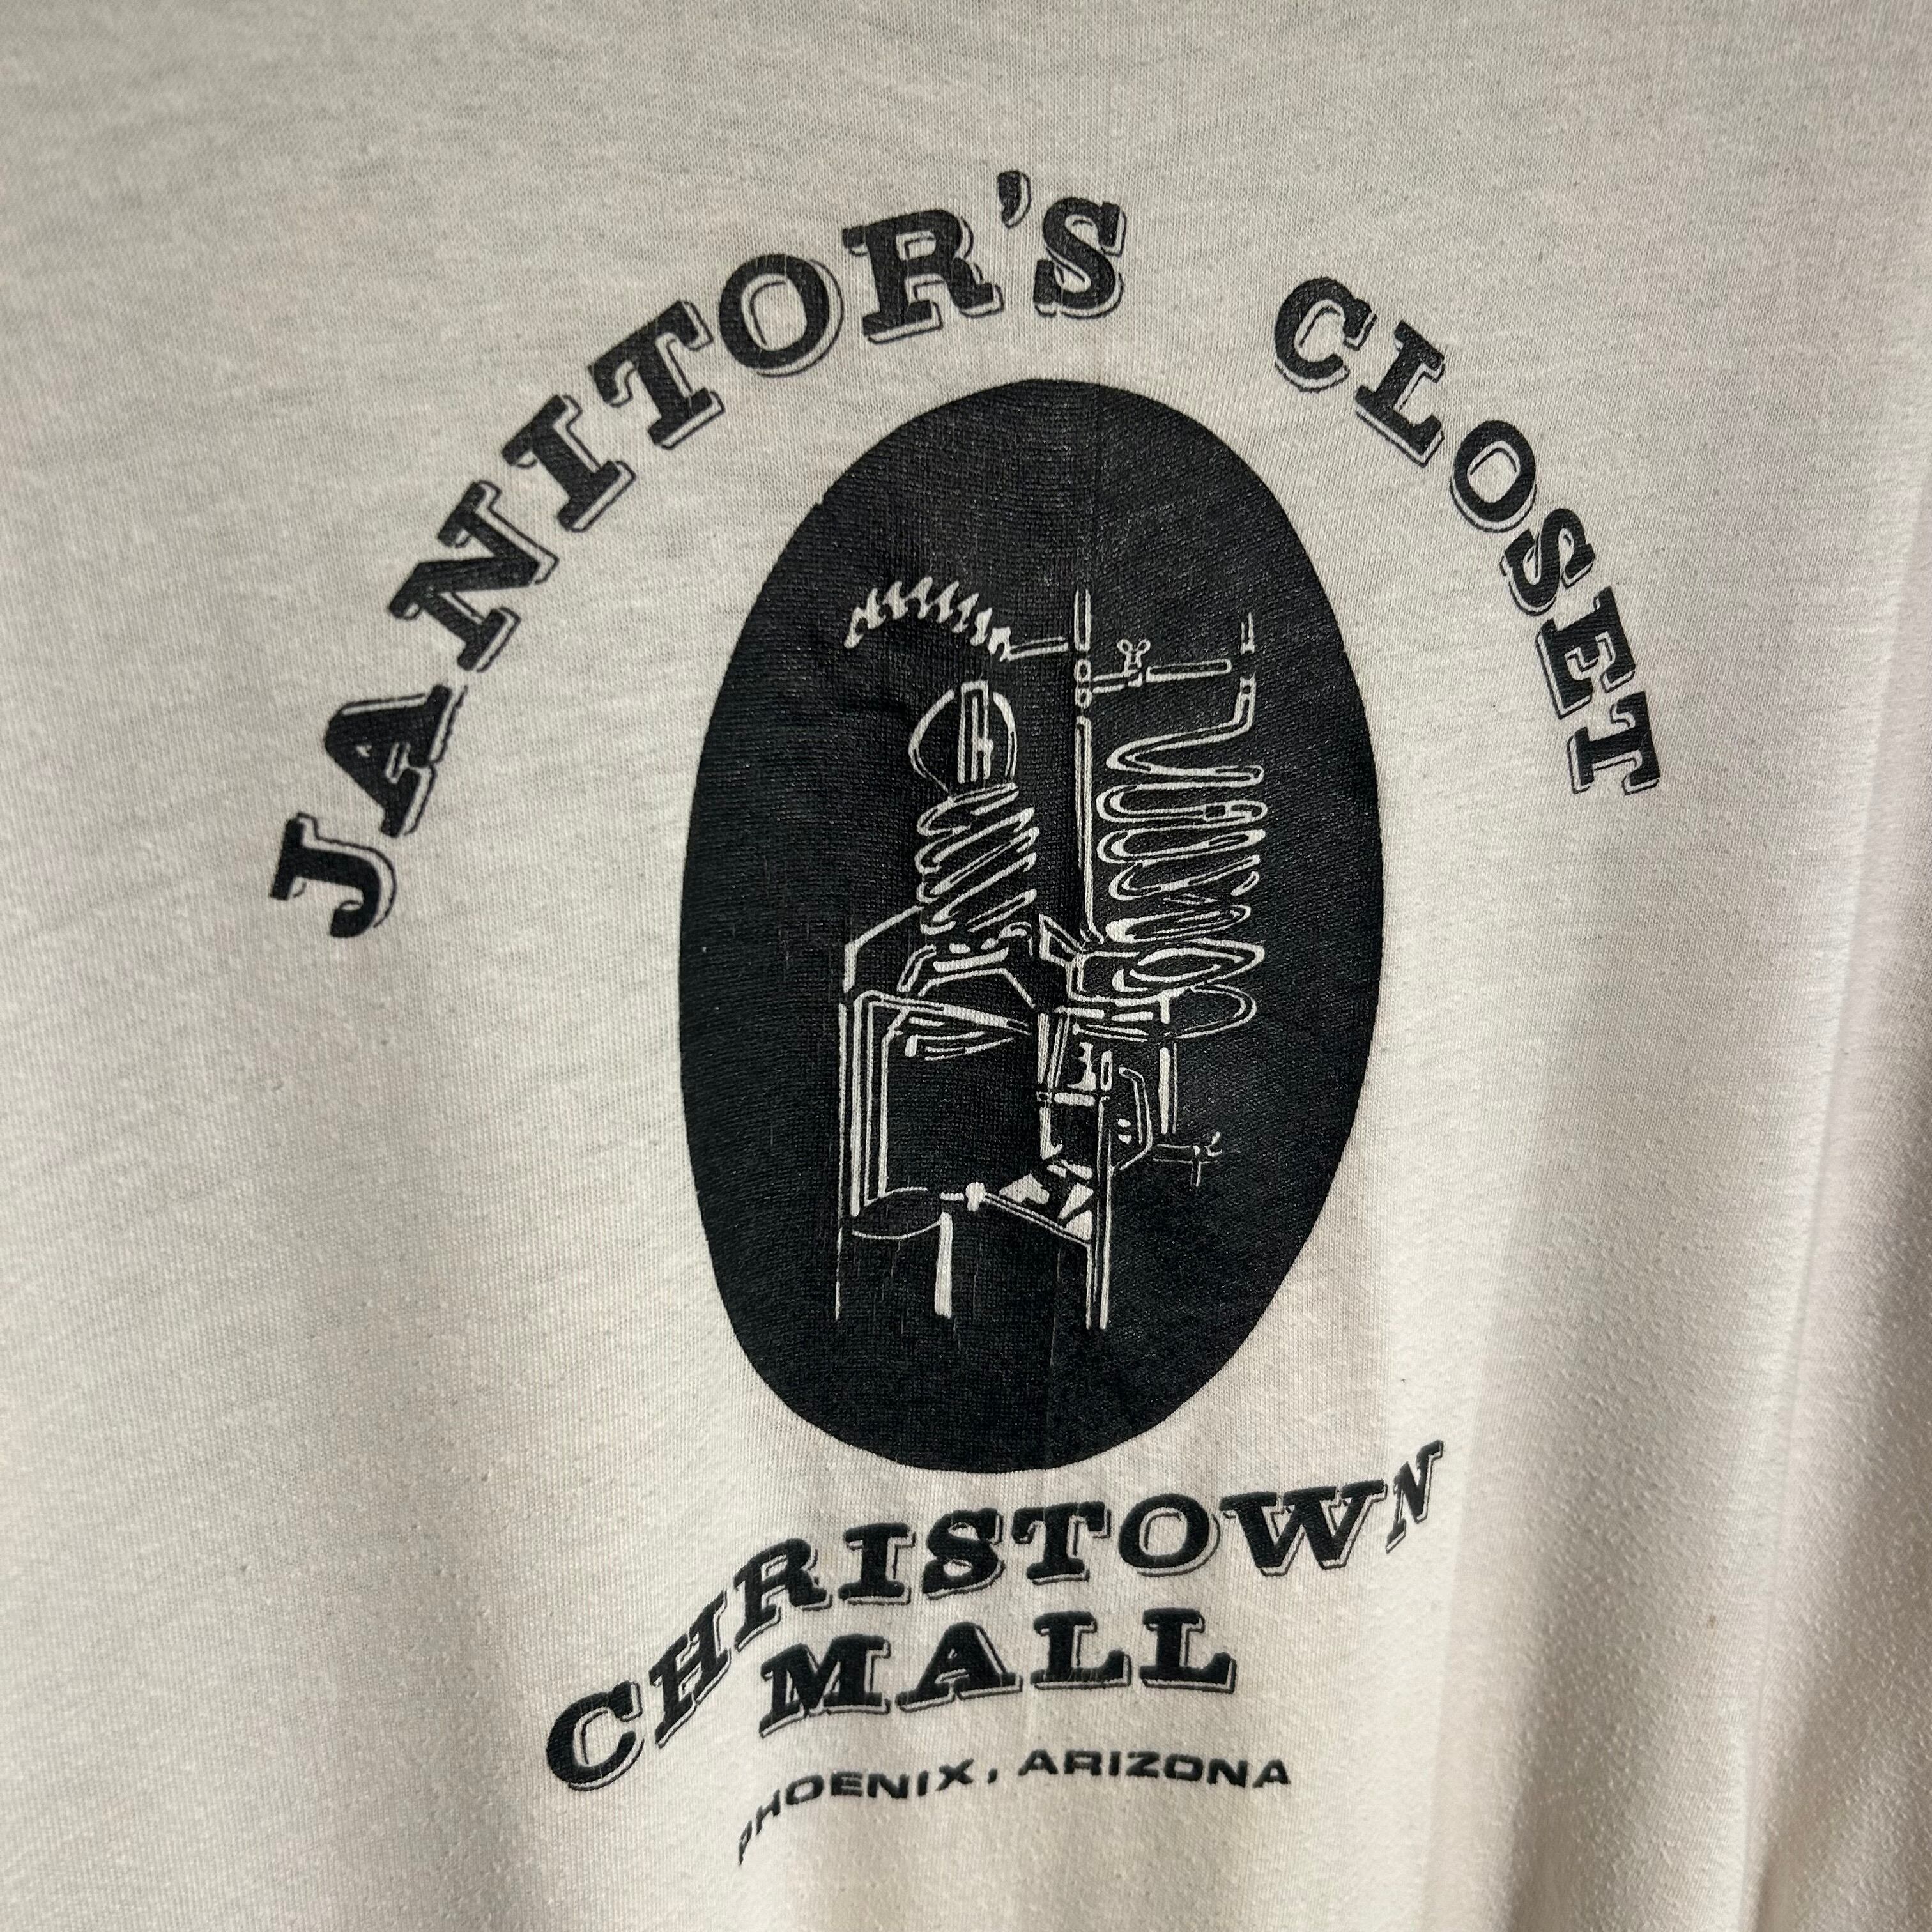 JANITOR'S CLOSET
CHRISTOWN
MALL
PHOENIX, ARIZONA